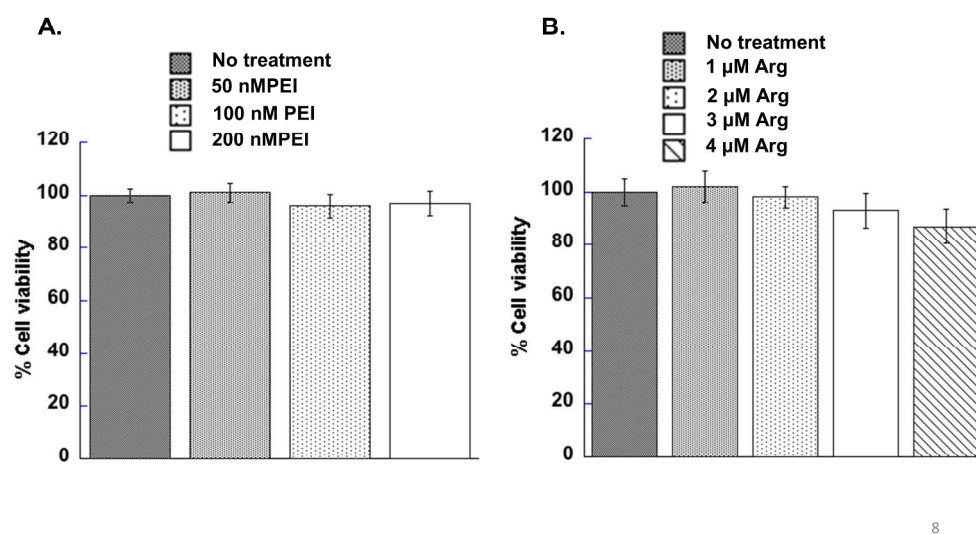 A.
No treatment
50 nMPEI
100 nM PEI
200 nMPEI
120
100
80
60
40
20
0
% Cell viability
B.
No treatment
1 µM Arg
2 µM Arg
3 µM Arg
4 µM Arg
120
100
80
60
40
20
0
% Cell viability
8